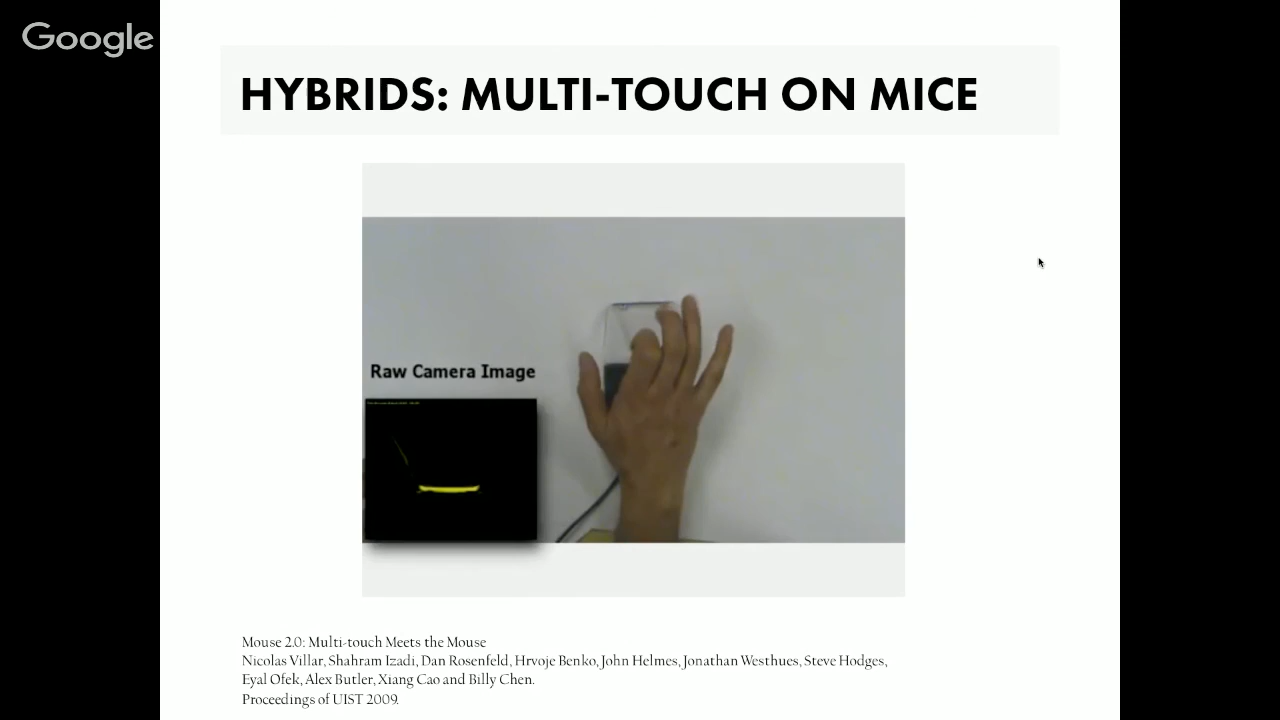 Google
HYBRIDS: MULTI-TOUCH ON MICE
Raw Camera Image
Mouse 2.0: Multi-touch Meets the Mouse
Nicolas Villar, Shahram Izadi, Dan Rosenfeld, Hrvoje Benko, John Helmes, Jonathan Westhues, Steve Hodges,
Eyal Ofek, Alex Butler, Xiang Cao and Billy Chen.
Proceedings of UIST 2009.